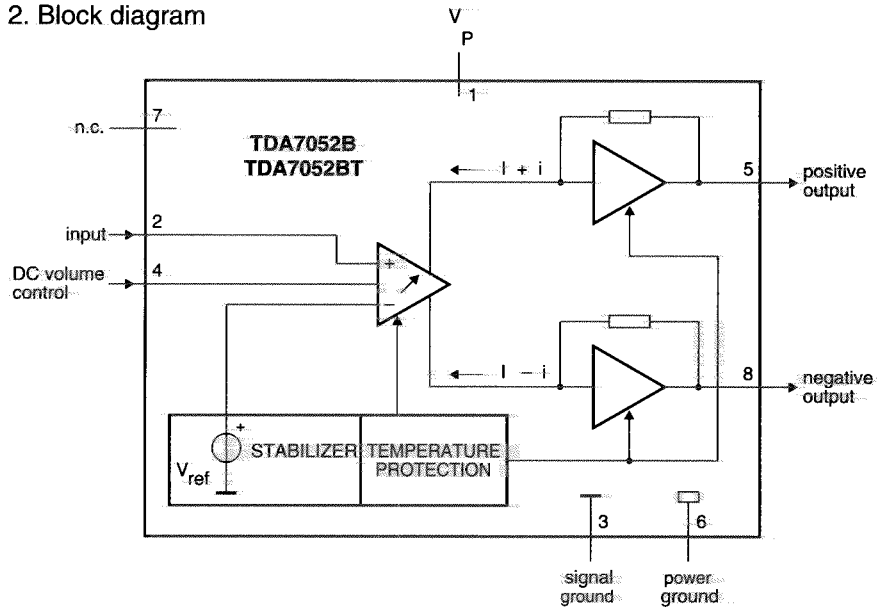 2. Block diagram
V
P
1
n.c.
7
TDA7052B
TDA7052BT
I + i
5
positive
output
input
2
DC volume
control
4
+
−
I − i
8
negative
output
+
Vref
STABILIZER
TEMPERATURE
PROTECTION
3
6
signal
ground
power
ground